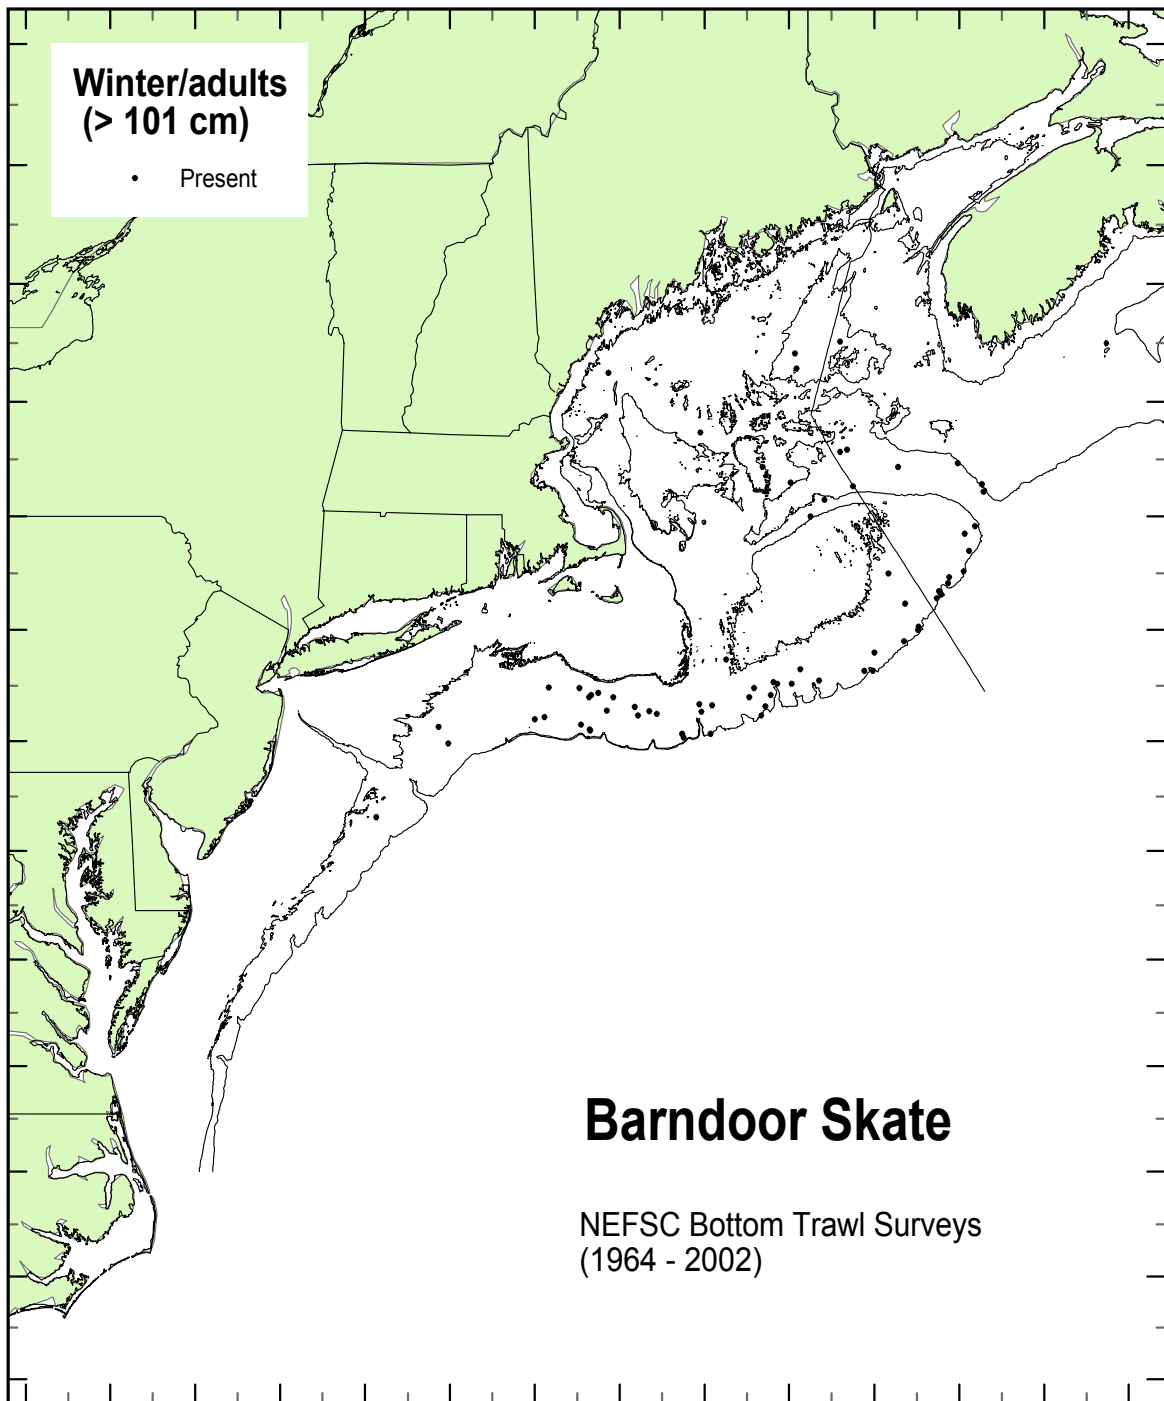 Winter/adults
(> 101 cm)
Present
Barndoor Skate
NEFSC Bottom Trawl Surveys
(1964 - 2002)